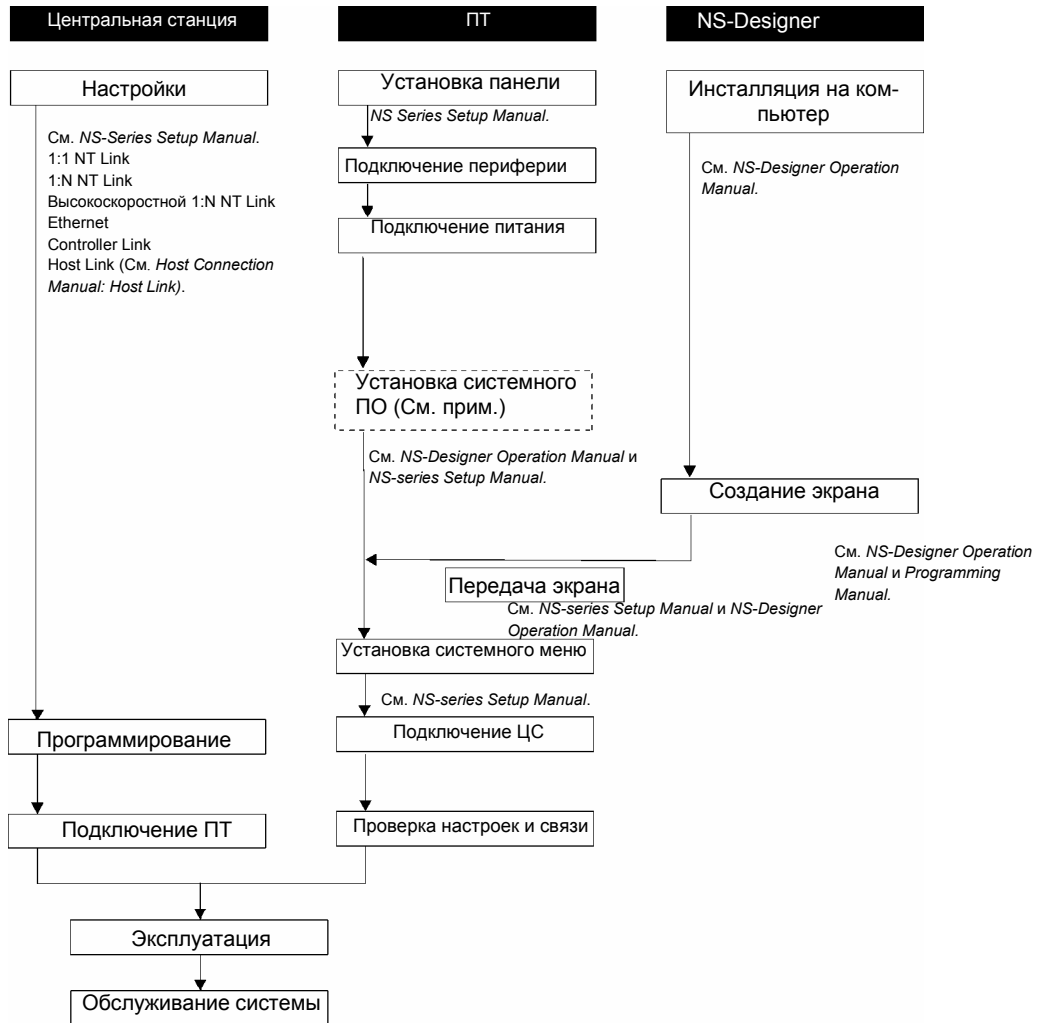 Центральная станция
ПТ
NS-Designer
Настройки
См. NS-Series Setup Manual.
1:1 NT Link
1:N NT Link
Высокоскоростной 1:N NT Link
Ethernet
Controller Link
Host Link (См. Host Connection
Manual: Host Link).
Установка панели
NS Series Setup Manual.
Подключение периферии
Подключение питания
Инсталляция на ком-
пьютер
См. NS-Designer Operation
Manual.
Установка системного
ПО (См. прим.)
См. NS-Designer Operation Manual и
NS-series Setup Manual.
Создание экрана
См. NS-Designer Operation
Manual и Programming
Manual.
Передача экрана
См. NS-series Setup Manual и NS-Designer
Operation Manual.
Установка системного меню
См. NS-series Setup Manual.
Программирование
Подключение ЦС
Подключение ПТ
Проверка настроек и связи
Эксплуатация
Обслуживание системы